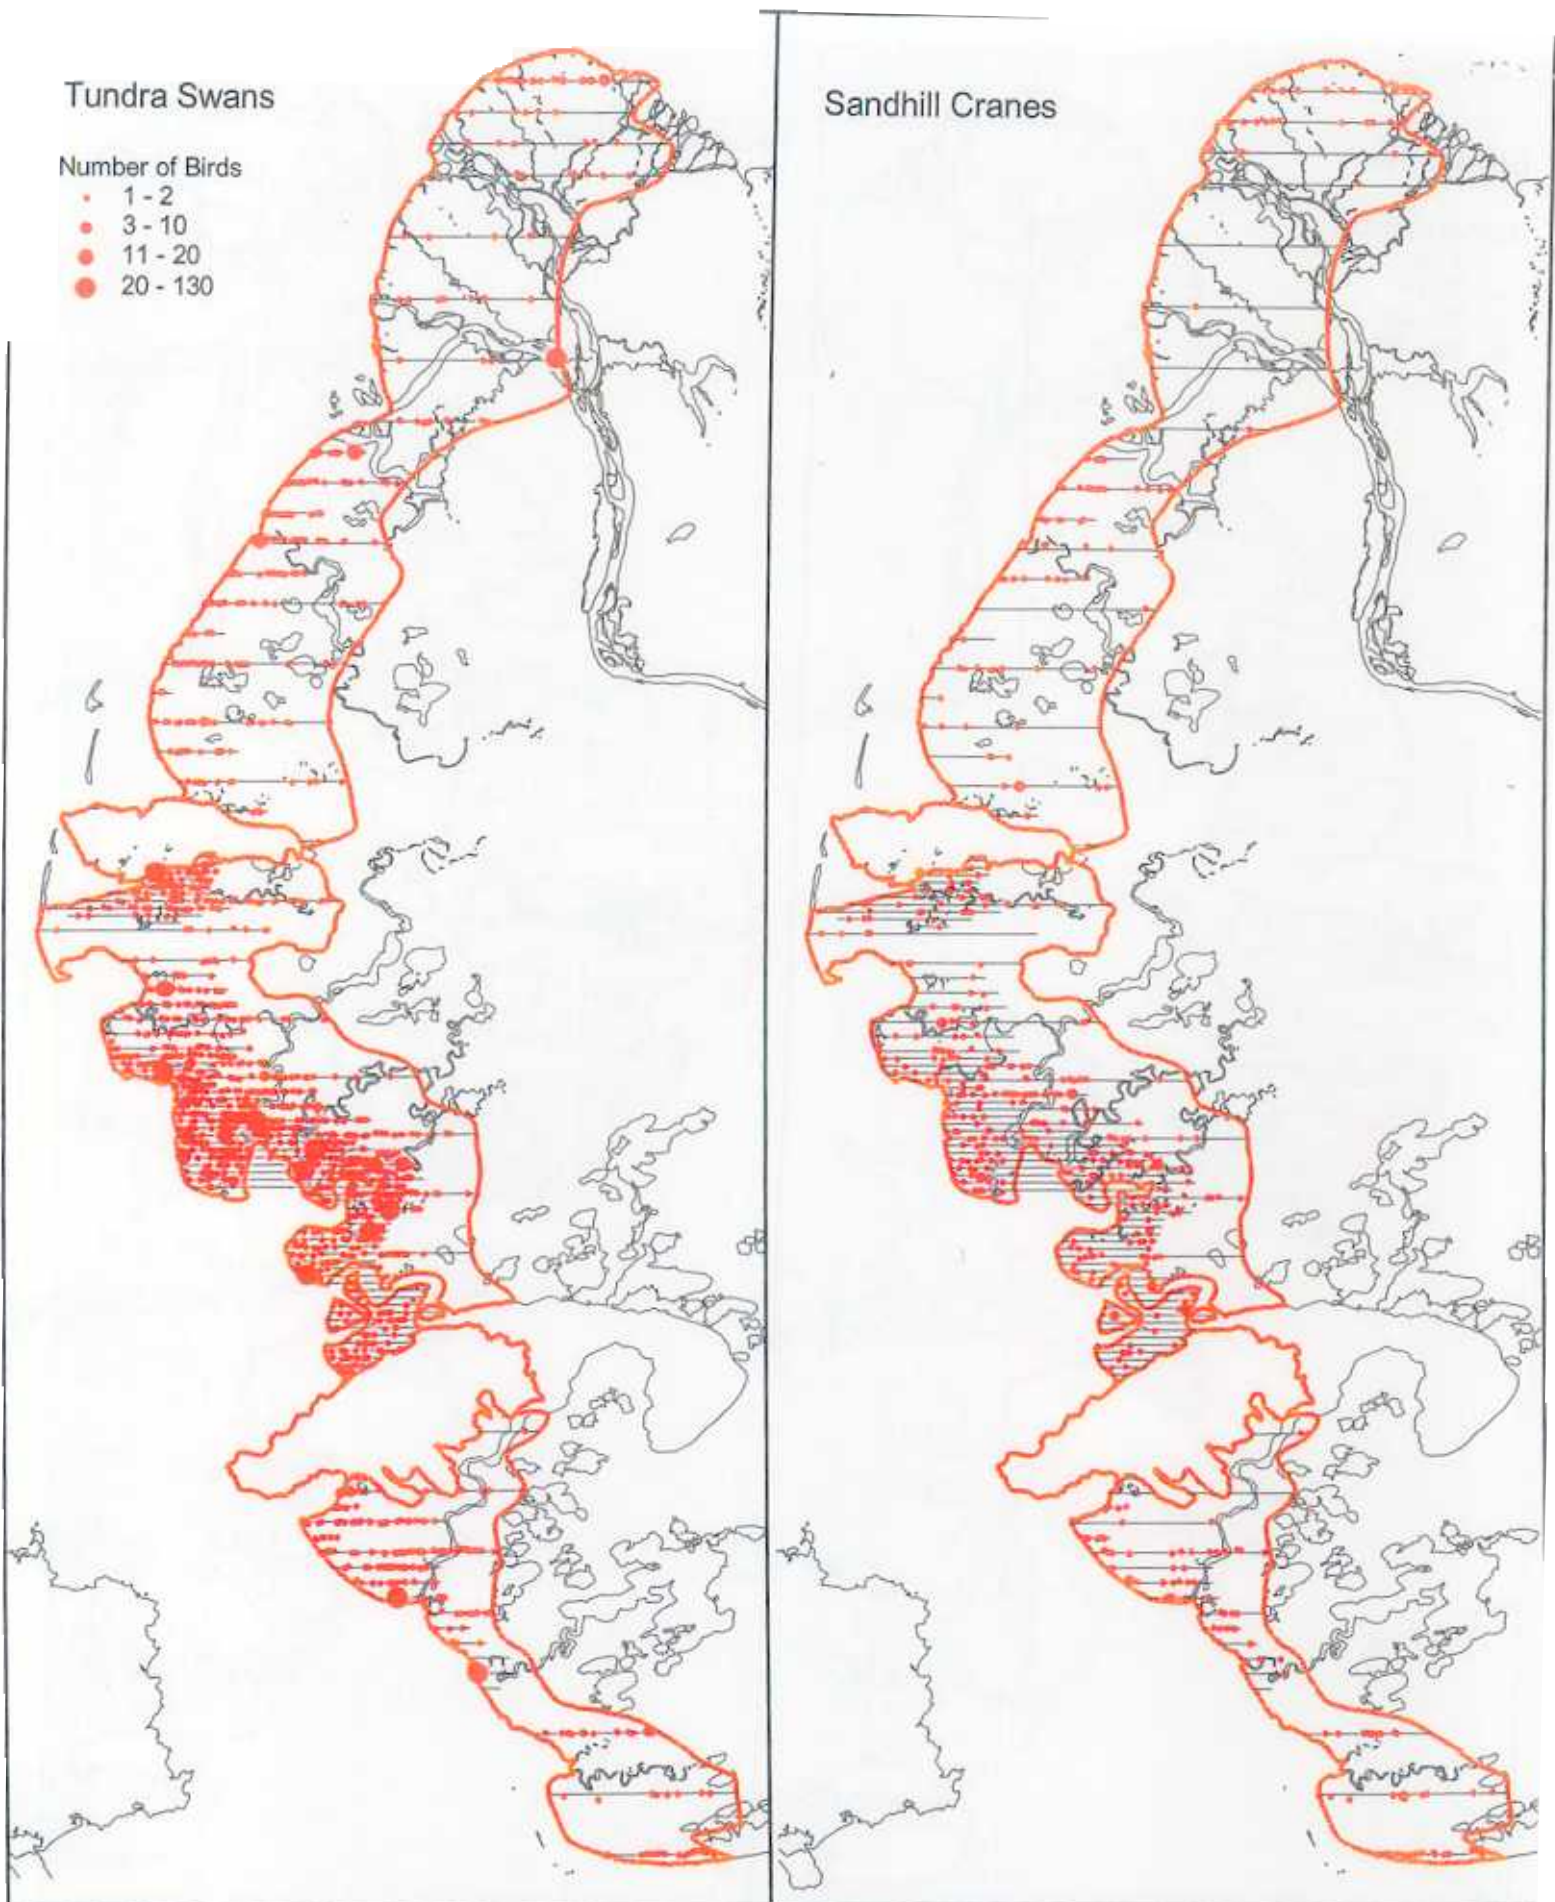 Tundra Swans
Number of Birds
1 - 2
3 - 10
11 - 20
20 - 130
Sandhill Cranes